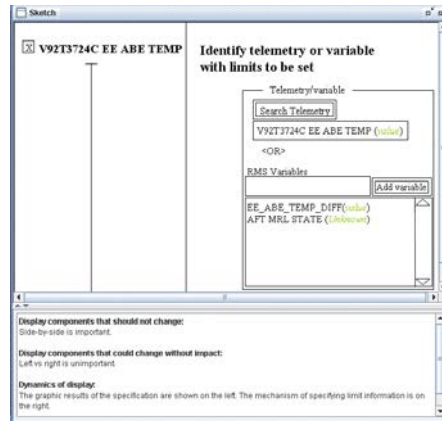 Sketch
X V92T3724C EE ABE TEMP
Identify telemetry or variable
with limits to be set
Telemetry/variable
Search Telemetry
V92T3724C EE ABE TEMP (value)
<OR>
RMS Variables
Add variable
EE_ABE_TEMP_DIFF(value)
AFT MRL STATE (Unknown)
Display components that should not change:
Side-by-side is important.
Display components that could change without impact:
Left vs right is unimportant.
Dynamics of display:
The graphic results of the specification are shown on the left. The mechanism of specifying limit information is on
the right.